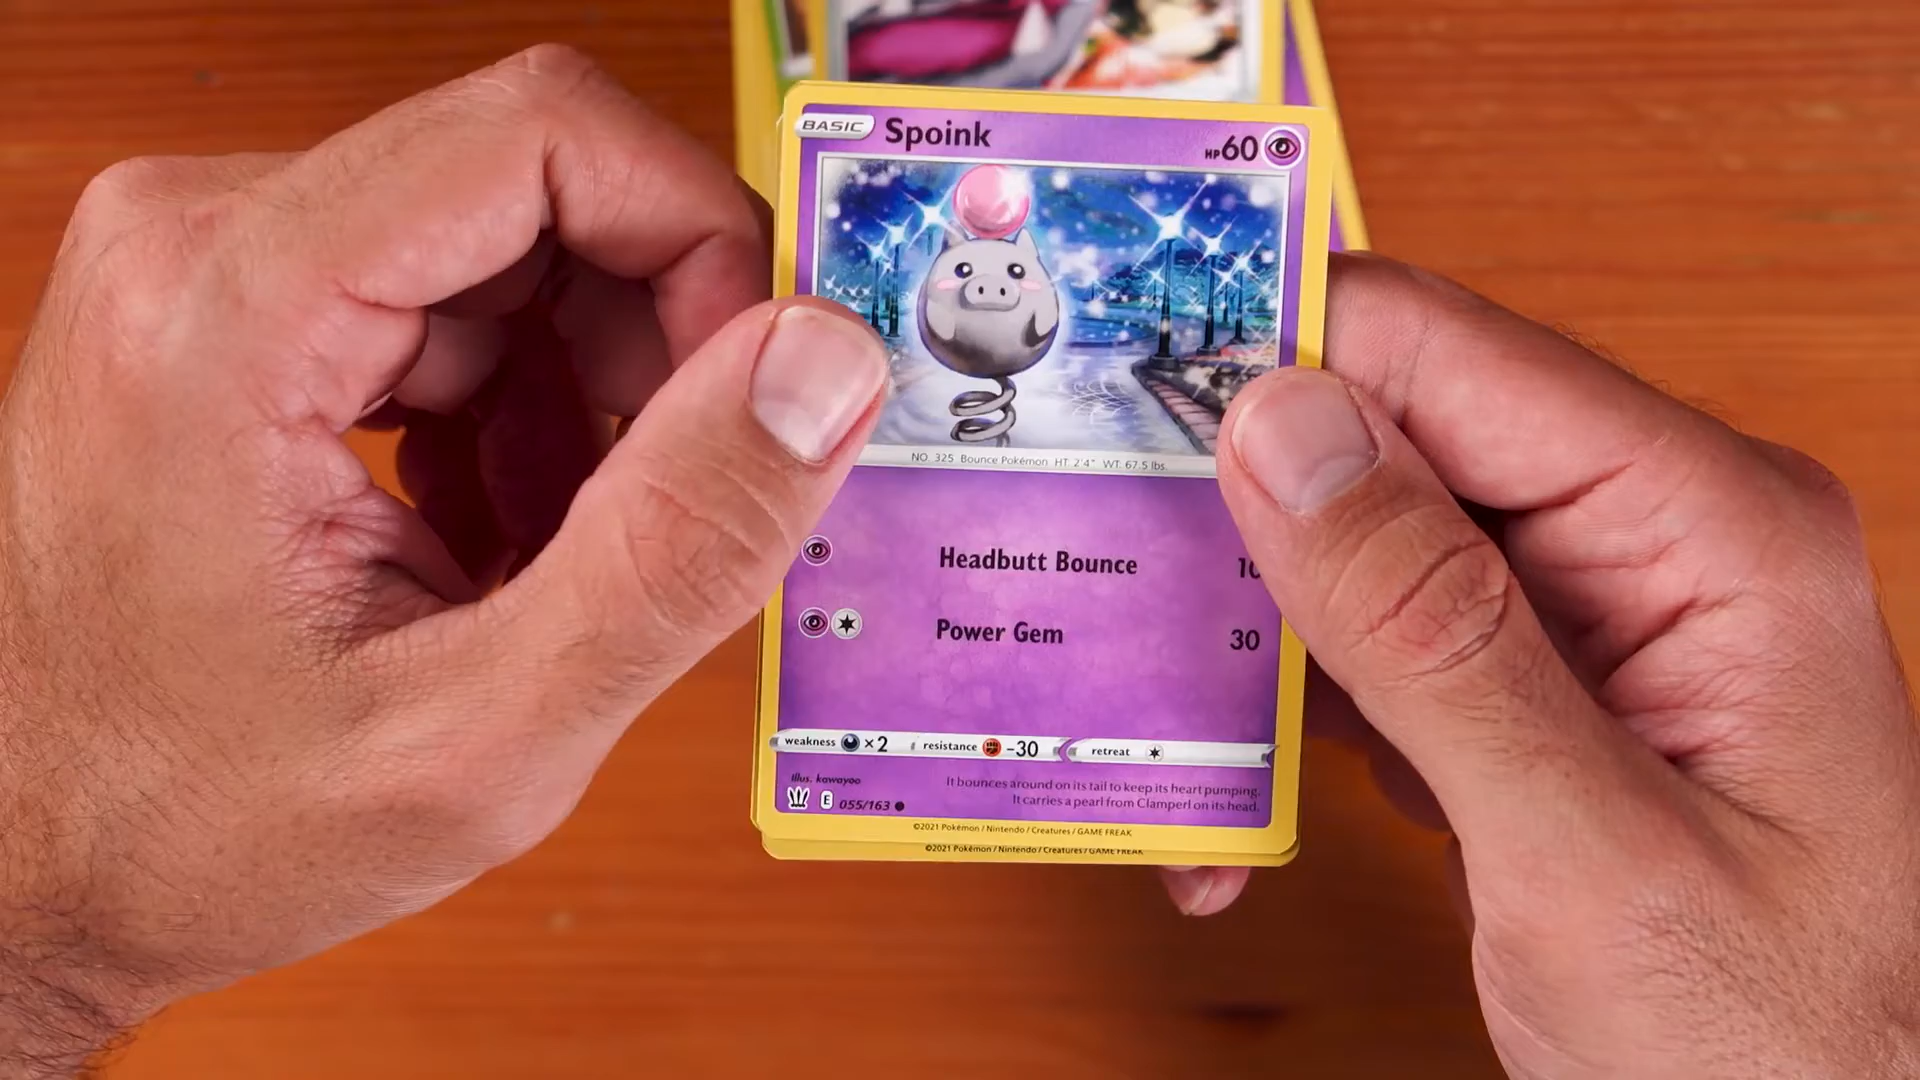 BASIC Spoink HP60
NO. 325 Bounce Pokémon HT: 2'4" WT: 67.5 lbs.
Headbutt Bounce 10
Power Gem 30
weakness ×2 resistance -30 retreat
Illus. kawayoo
It bounces around on its tail to keep its heart pumping.
It carries a pearl from Clamperl on its head.
E 055/163
©2021 Pokémon / Nintendo / Creatures / GAME FREAK
©2021 Pokémon / Nintendo / Creatures / GAME FREAK